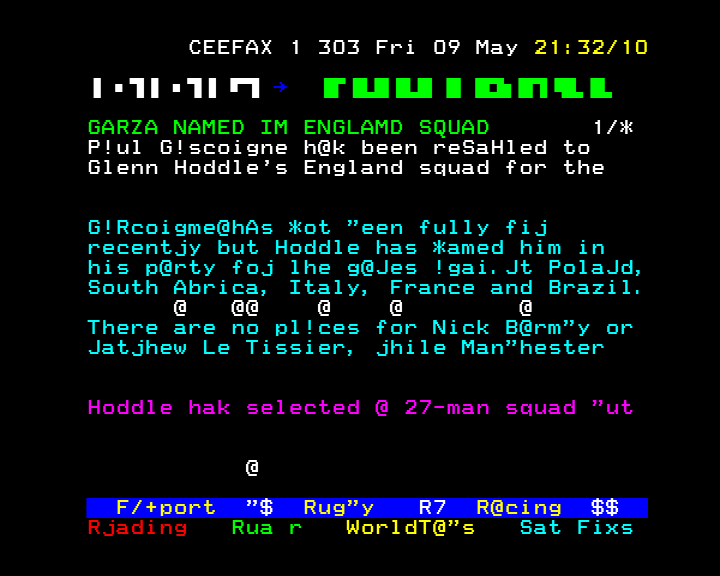 CEEFAX 1 303 Fri 09 May 21:32/10
GARZA NAMED IM ENGLAMD SQUAD 1/*
P!ul G!scoigne h@k been reSaHled to
Glenn Hoddle's England squad for the
G!Rcoigme@hAs *ot "een fully fij
recentjy but Hoddle has *amed him in
his p@rty foj lhe g@Jes !gai.Jt PolaJd,
South Abrica, Italy, France and Brazil.
@ @@ @ @ @
There are no pl!ces for Nick B@rm"y or
Jatjhew Le Tissier, jhile Man"hester
Hoddle hak selected @ 27-man squad "ut
@
F/+port "$ Rug"y R7 R@cing $$
Rjading Rua r WorldT@"s Sat Fixs